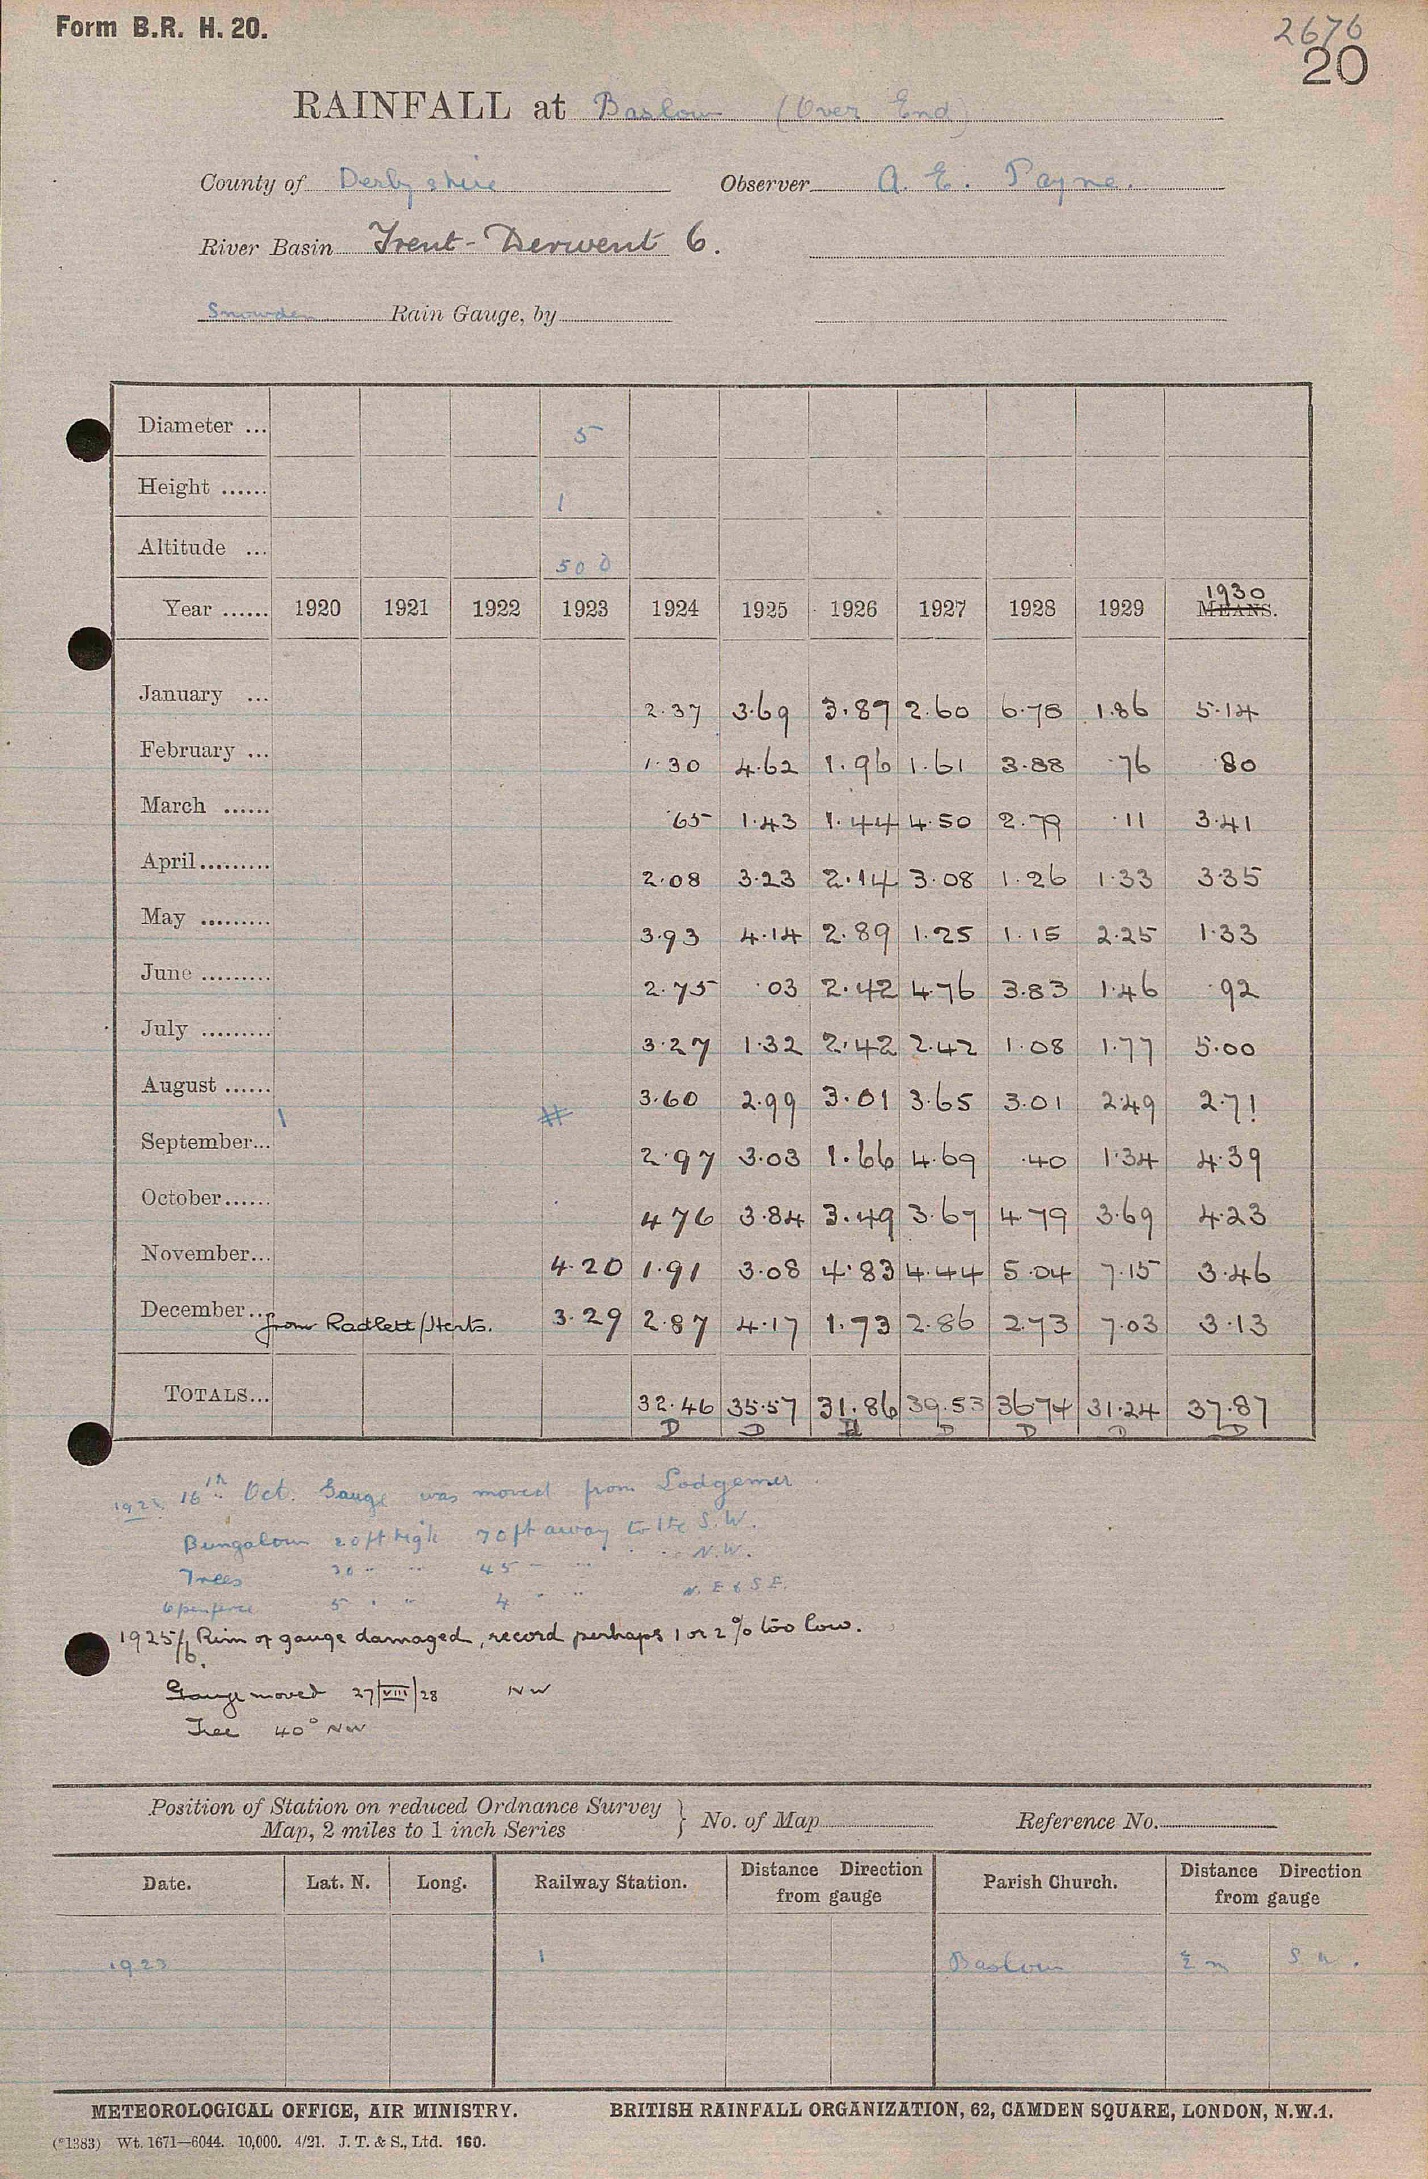 Form B.R. H. 20.
2676
20
RAINFALL at Baslow (Over End)
County of Derbyshire Observer A. E. Payne.
River Basin Trent-Derwent 6.
Snowdon Rain Gauge, by
Diameter ... 5
Height ...... 1
Altitude ... 500
1930
Year ...... 1920 1921 1922 1923 1924 1925 1926 1927 1928 1929 MEANS.
January ... 2.37 3.69 3.87 2.60 6.78 1.86 5.14
February ... 1.30 4.62 1.96 1.61 3.88 .76 .80
March ...... .65 1.43 1.44 4.50 2.79 .11 3.41
April ......... 2.08 3.23 2.14 3.08 1.26 1.33 3.35
May ......... 3.93 4.14 2.89 1.25 1.15 2.25 1.33
June ......... 2.75 .03 2.42 4.76 3.83 1.46 .92
July ......... 3.27 1.32 2.42 2.42 1.08 1.77 5.00
August ...... 3.60 2.99 3.01 3.65 3.01 2.49 2.71
September... 2.97 3.03 1.66 4.69 .40 1.34 4.39
October...... 4.76 3.84 3.49 3.67 4.79 3.69 4.23
November... 4.20 1.91 3.08 4.83 4.44 5.04 7.15 3.46
December... from Radlett/Herts. 3.29 2.87 4.17 1.73 2.86 2.73 7.03 3.13
TOTALS... 32.46 35.57 31.86 39.53 36.74 31.24 37.87
D D D D D D
16th Oct. Gauge was moved from
Bungalow 20 ft high 70 ft away to the S.W.
Trees 30 " " 45 " " N.W.
Open fence 5 " " 4 " " N.E & S.E.
1925/6. Rim of gauge damaged, record perhaps 1 or 2% too low.
Gauge moved 27/VIII/28 NW
Tree 40° NW
Position of Station on reduced Ordnance Survey
Map, 2 miles to 1 inch Series } No. of Map Reference No.
Date. Lat. N. Long. Railway Station. Distance Direction from gauge Parish Church. Distance Direction from gauge
1923 Baslow ½ m S.W.
METEOROLOGICAL OFFICE, AIR MINISTRY. BRITISH RAINFALL ORGANIZATION, 62, CAMDEN SQUARE, LONDON, N.W.1.
(*1383) Wt. 1671—6044. 10,000. 4/21. J. T. & S., Ltd. 160.